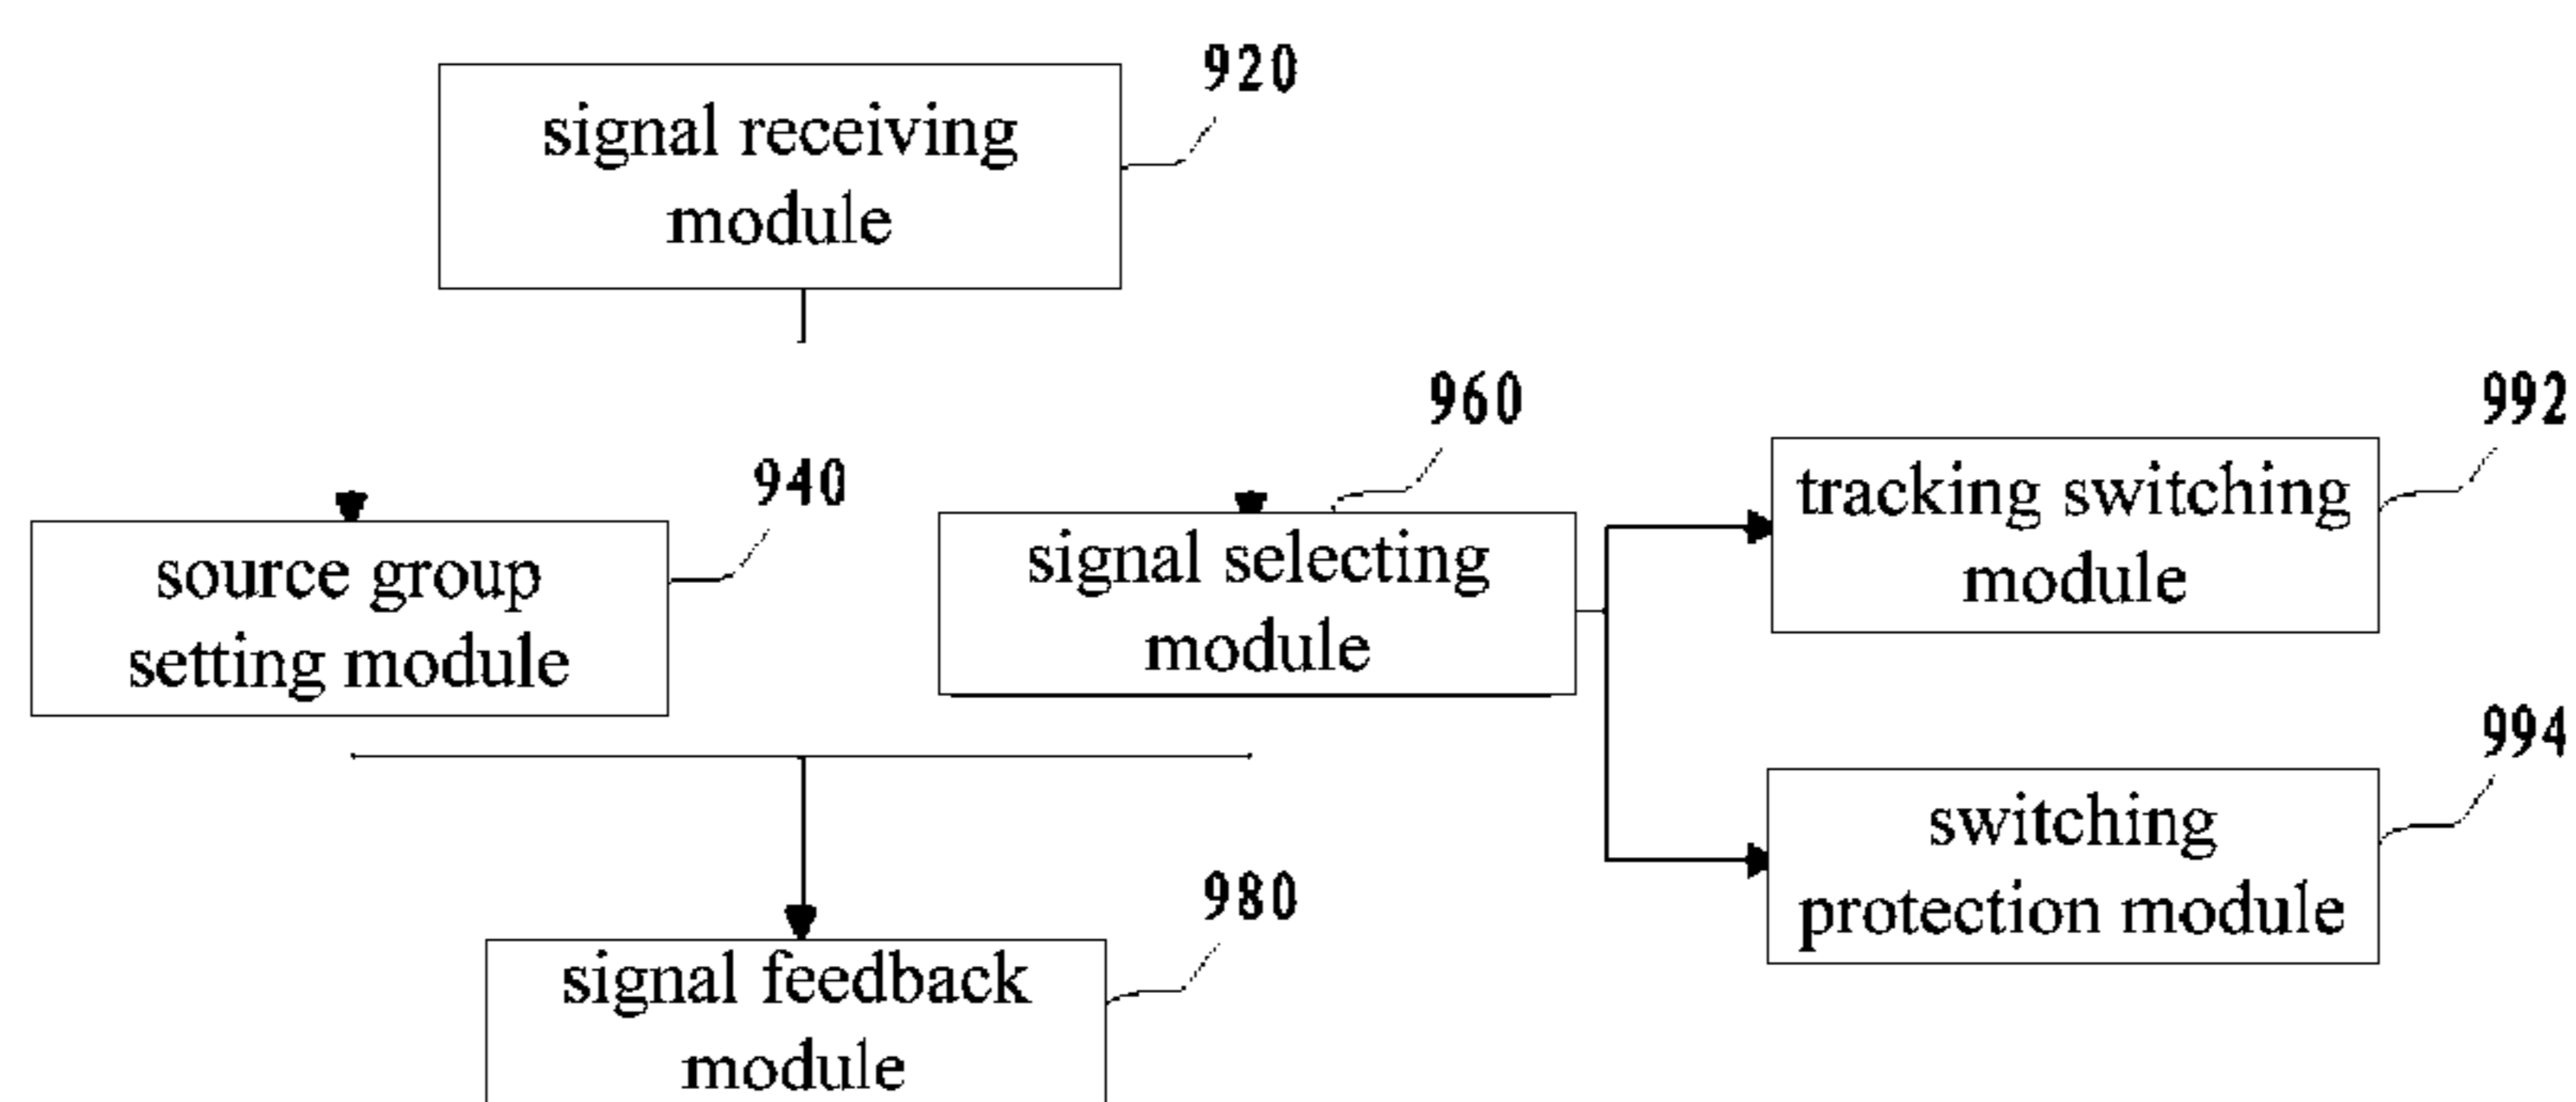 920
signal receiving
module
960
992
940
tracking switching
module
source group
setting module
signal selecting
module
994
switching
protection module
980
signal feedback
module